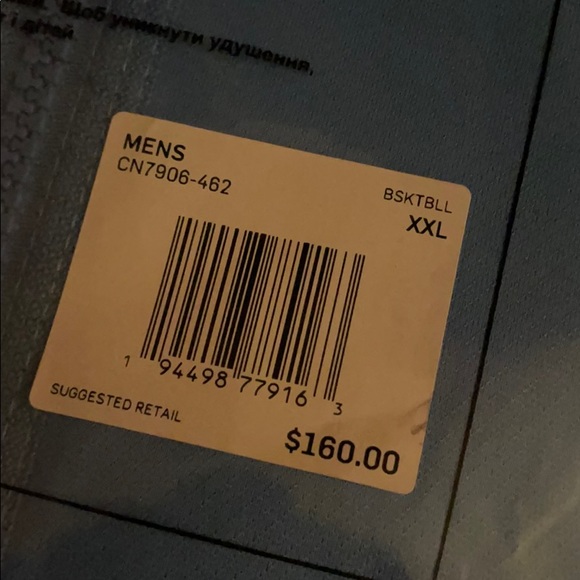 Щоб уникнути удушення,
і дітей
MENS
CN7906-462
BSKTBLL
XXL
1 94498 77916 3
SUGGESTED RETAIL
$160.00